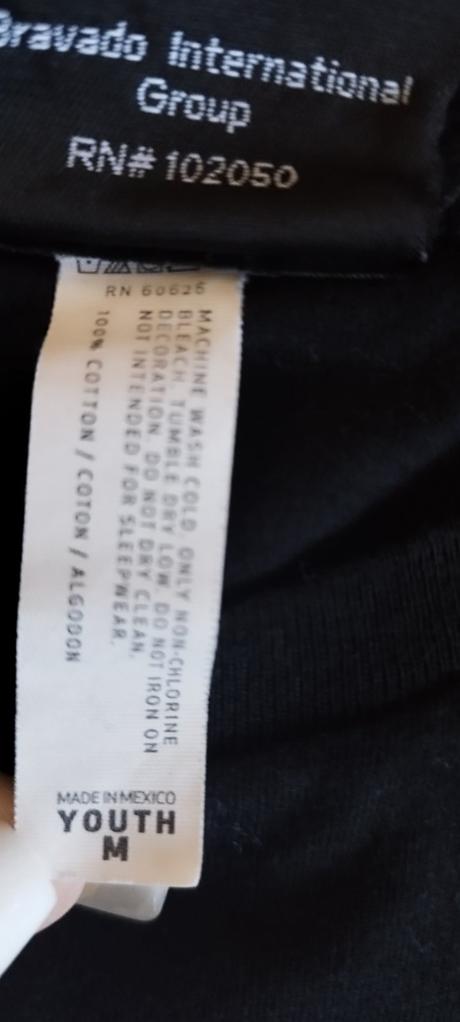 Bravado International
Group
RN# 102050
RN 60626
MACHINE WASH COLD, ONLY NON-CHLORINE
BLEACH. TUMBLE DRY LOW. DO NOT IRON ON
DECORATION. DO NOT DRY CLEAN.
NOT INTENDED FOR SLEEPWEAR.
100% COTTON / COTON / ALGODON
MADE IN MEXICO
YOUTH
M